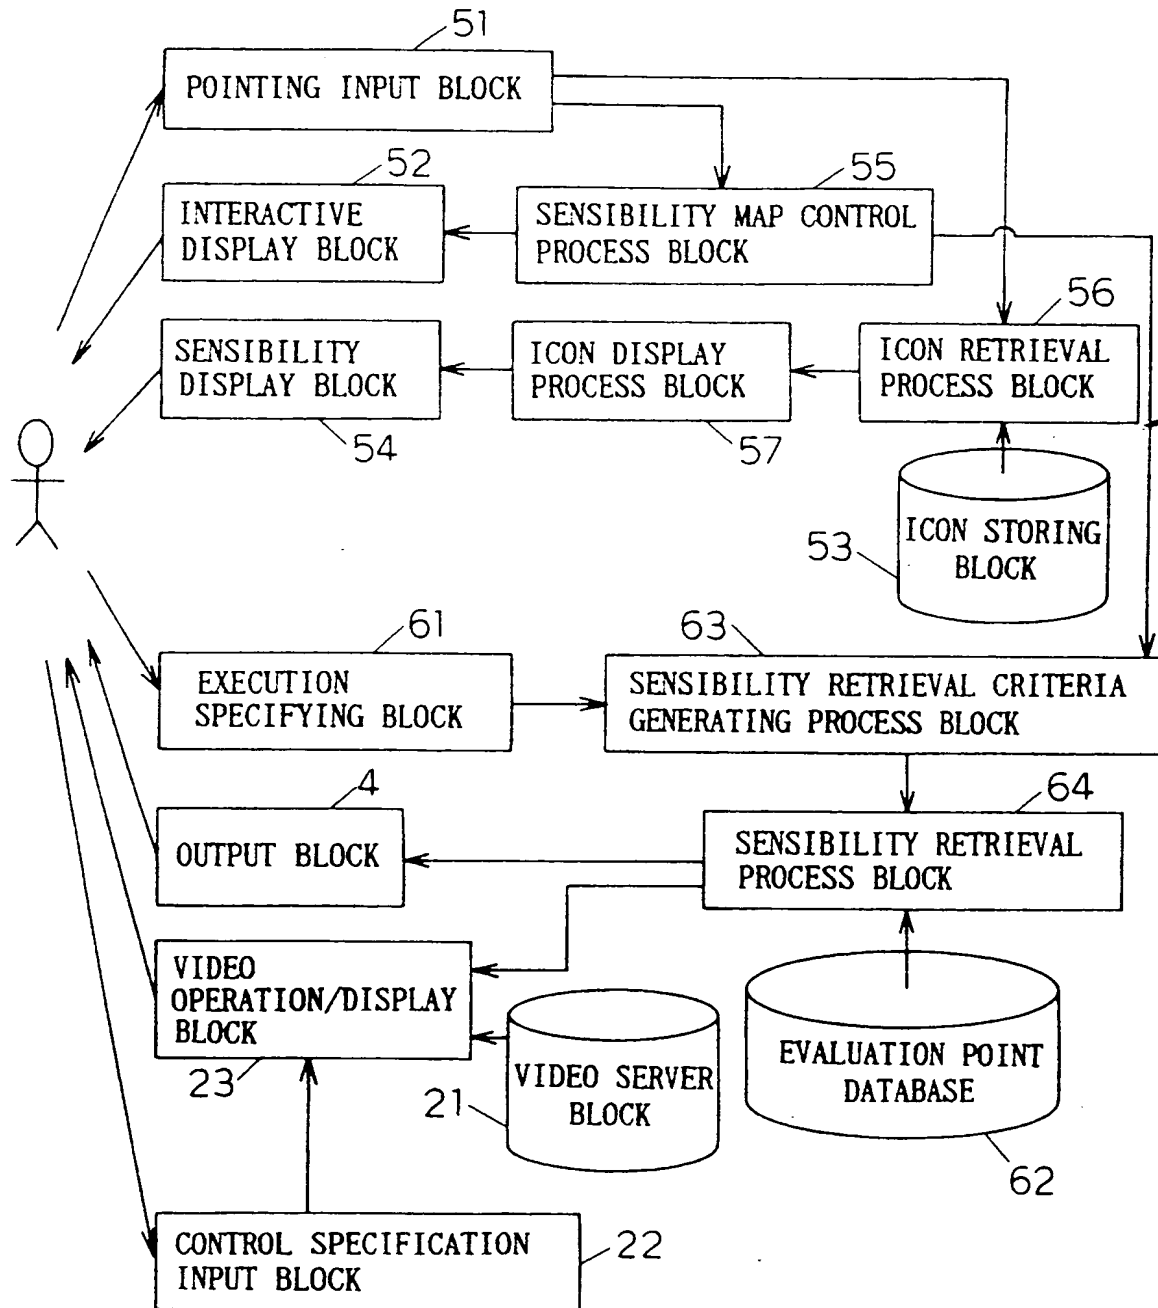 51
POINTING INPUT BLOCK
52
55
INTERACTIVE
DISPLAY BLOCK
SENSIBILITY MAP CONTROL
PROCESS BLOCK
56
SENSIBILITY
DISPLAY BLOCK
ICON DISPLAY
PROCESS BLOCK
ICON RETRIEVAL
PROCESS BLOCK
54
57
53
ICON STORING
BLOCK
61
63
EXECUTION
SPECIFYING BLOCK
SENSIBILITY RETRIEVAL CRITERIA
GENERATING PROCESS BLOCK
4
64
OUTPUT BLOCK
SENSIBILITY RETRIEVAL
PROCESS BLOCK
VIDEO
OPERATION/DISPLAY
BLOCK
23
21
VIDEO SERVER
BLOCK
EVALUATION POINT
DATABASE
62
CONTROL SPECIFICATION
INPUT BLOCK
22